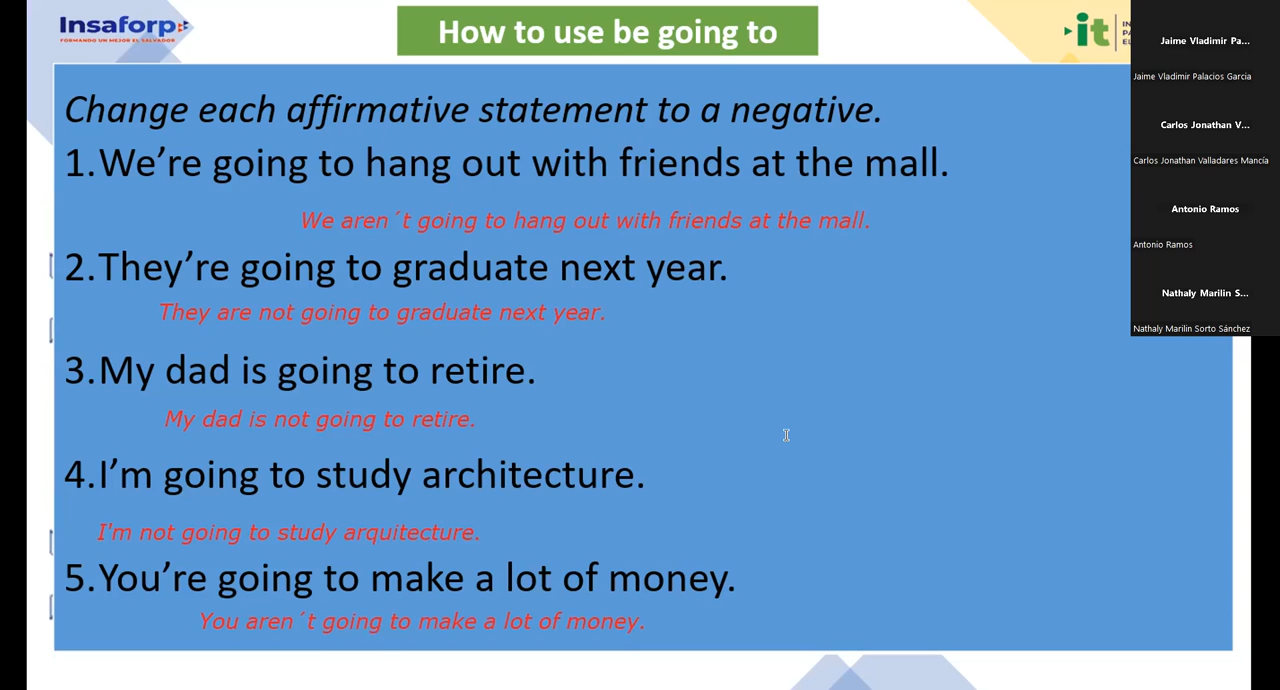 Insaforp
FORMANDO UN MEJOR EL SALVADOR
How to use be going to
it
Change each affirmative statement to a negative.
1.We’re going to hang out with friends at the mall.
We aren´t going to hang out with friends at the mall.
2.They’re going to graduate next year.
They are not going to graduate next year.
3.My dad is going to retire.
My dad is not going to retire.
4.I’m going to study architecture.
I'm not going to study arquitecture.
5.You’re going to make a lot of money.
You aren´t going to make a lot of money.
Jaime Vladimir Pa...
Jaime Vladimir Palacios Garcia
Carlos Jonathan V...
Carlos Jonathan Valladares Mancía
Antonio Ramos
Antonio Ramos
Nathaly Marilin S...
Nathaly Marilin Sorto Sánchez